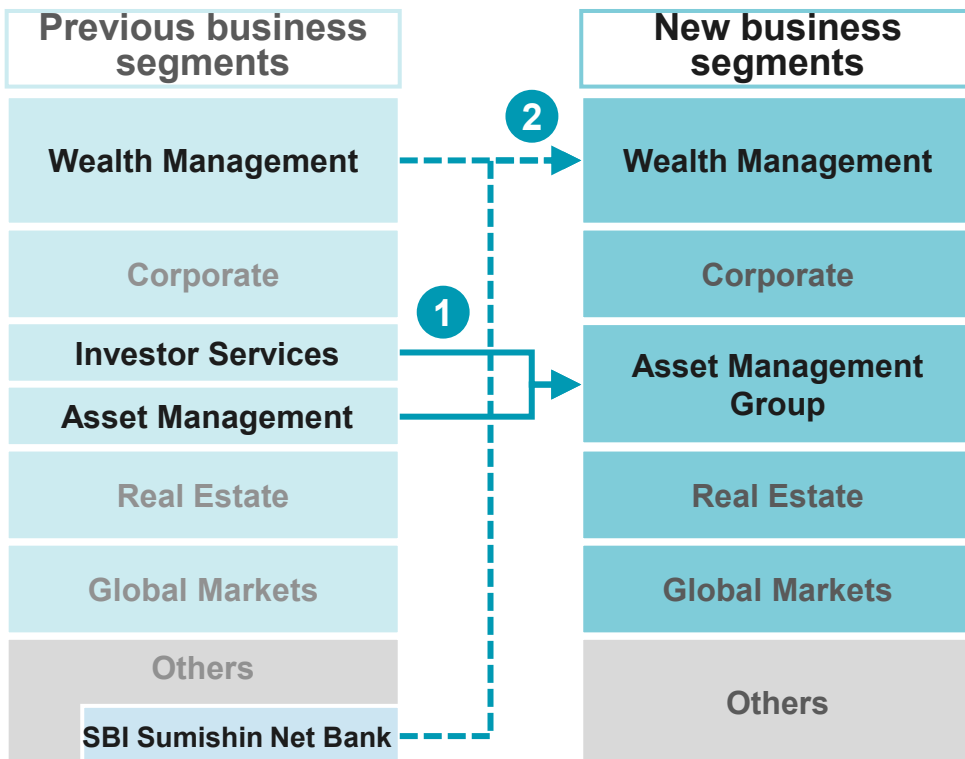 Previous business
segments
Wealth Management
Corporate
Investor Services
Asset Management
Real Estate
Global Markets
Others
SBI Sumishin Net Bank
1
2
New business
segments
Wealth Management
Corporate
Asset Management
Group
Real Estate
Global Markets
Others